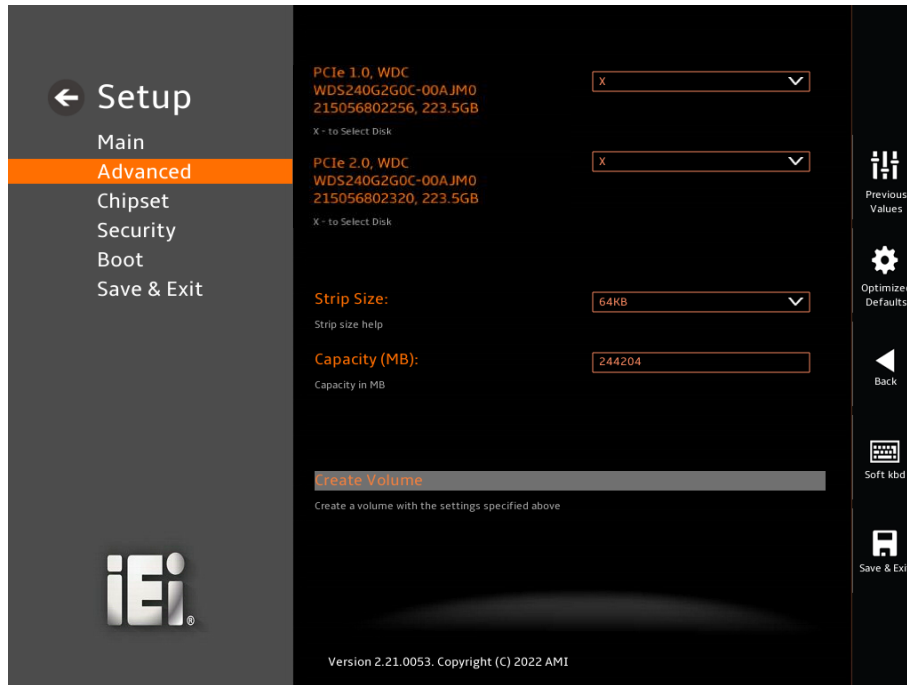 Setup
Main
Advanced
Chipset
Security
Boot
Save & Exit
PCIe 1.0, WDC
WDS240G2G0C-00AJM0
215056802256, 223.5GB
X
X - to Select Disk
PCIe 2.0, WDC
WDS240G2G0C-00AJM0
215056802320, 223.5GB
X
X - to Select Disk
Strip Size:
64KB
Strip size help
Capacity (MB):
244204
Capacity in MB
Create Volume
Create a volume with the settings specified above
Version 2.21.0053. Copyright (C) 2022 AMI
iEi®
Previous
Values
Optimized
Defaults
Back
Soft kbd
Save & Exi